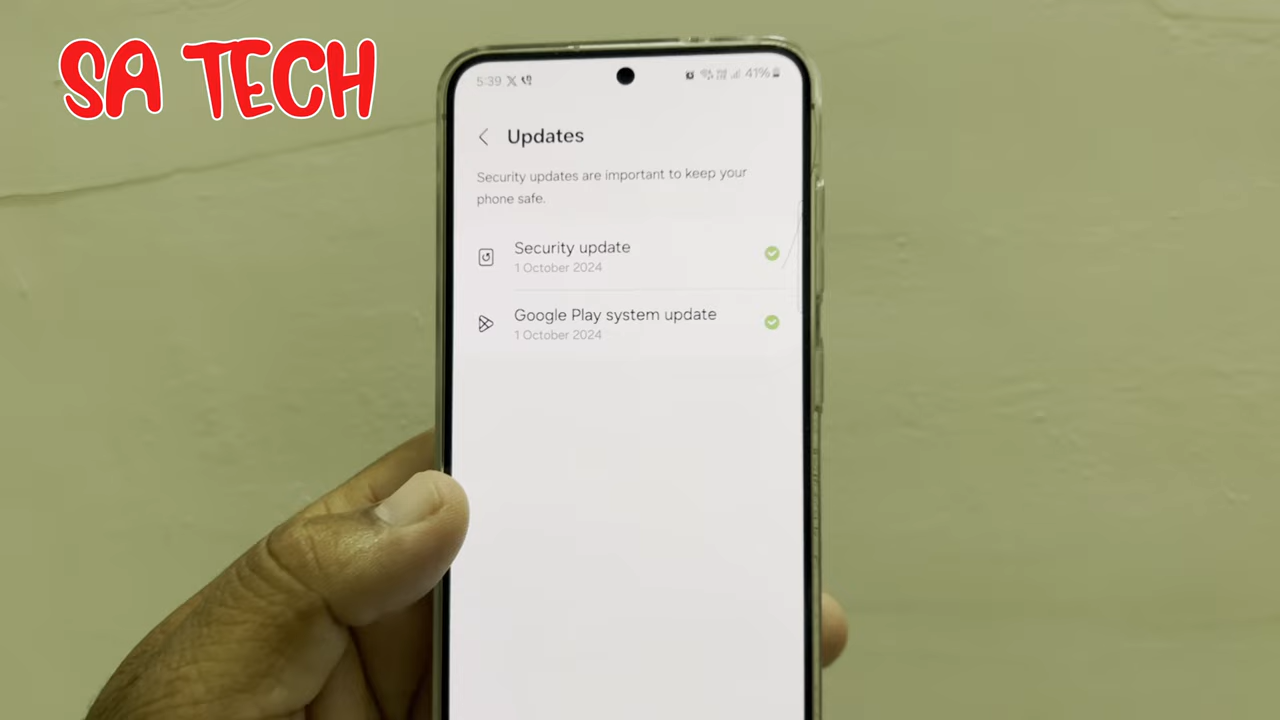 SA TECH
5:39
41%
Updates
Security updates are important to keep your
phone safe.
Security update
1 October 2024
Google Play system update
1 October 2024